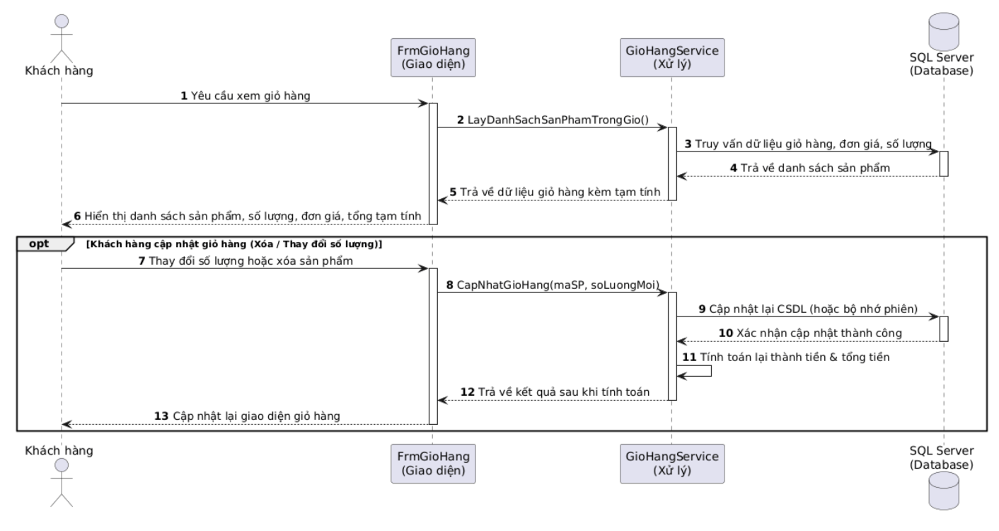 Khách hàng
FrmGioHang
(Giao diện)
GioHangService
(Xử lý)
SQL Server
(Database)
1 Yêu cầu xem giỏ hàng
2 LayDanhSachSanPhamTrongGio()
3 Truy vấn dữ liệu giỏ hàng, đơn giá, số lượng
4 Trả về danh sách sản phẩm
5 Trả về dữ liệu giỏ hàng kèm tạm tính
6 Hiển thị danh sách sản phẩm, số lượng, đơn giá, tổng tạm tính
opt [Khách hàng cập nhật giỏ hàng (Xóa / Thay đổi số lượng)]
7 Thay đổi số lượng hoặc xóa sản phẩm
8 CapNhatGioHang(maSP, soLuongMoi)
9 Cập nhật lại CSDL (hoặc bộ nhớ phiên)
10 Xác nhận cập nhật thành công
11 Tính toán lại thành tiền & tổng tiền
12 Trả về kết quả sau khi tính toán
13 Cập nhật lại giao diện giỏ hàng
Khách hàng
FrmGioHang
(Giao diện)
GioHangService
(Xử lý)
SQL Server
(Database)